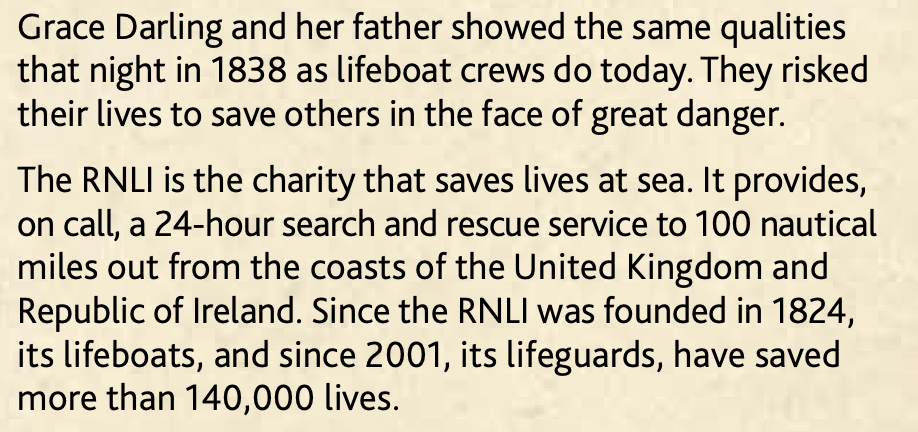 Grace Darling and her father showed the same qualities
that night in 1838 as lifeboat crews do today. They risked
their lives to save others in the face of great danger.
The RNLI is the charity that saves lives at sea. It provides,
on call, a 24-hour search and rescue service to 100 nautical
miles out from the coasts of the United Kingdom and
Republic of Ireland. Since the RNLI was founded in 1824,
its lifeboats, and since 2001, its lifeguards, have saved
more than 140,000 lives.